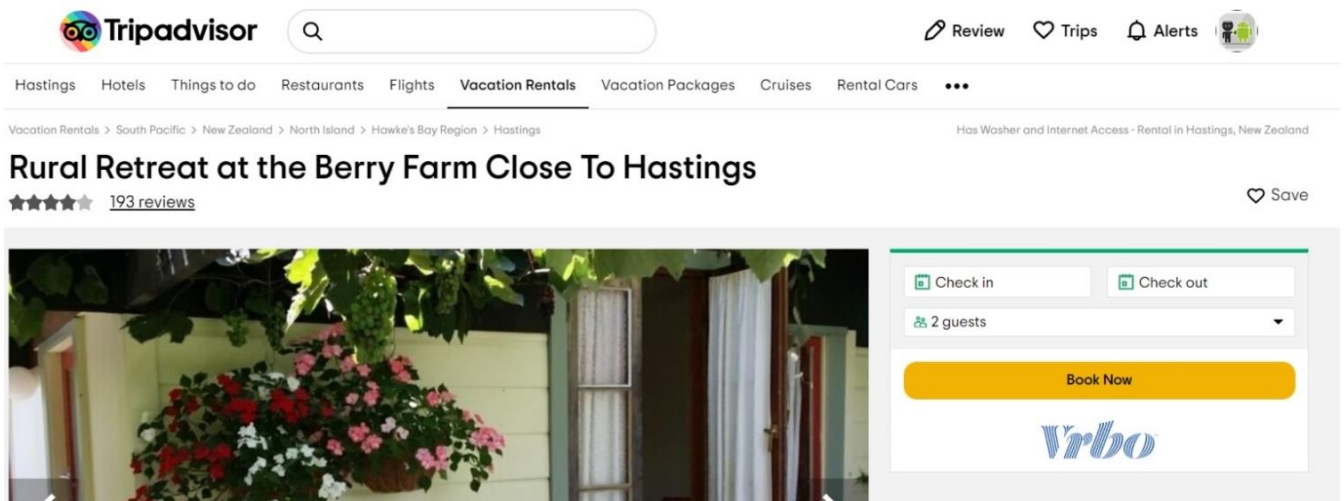 Tripadvisor
Review Trips Alerts
Hastings Hotels Things to do Restaurants Flights Vacation Rentals Vacation Packages Cruises Rental Cars
Vacation Rentals > South Pacific > New Zealand > North Island > Hawke's Bay Region > Hastings
Has Washer and Internet Access - Rental in Hastings, New Zealand
Rural Retreat at the Berry Farm Close To Hastings
193 reviews
Save
Check in Check out
2 guests
Book Now
Vrbo